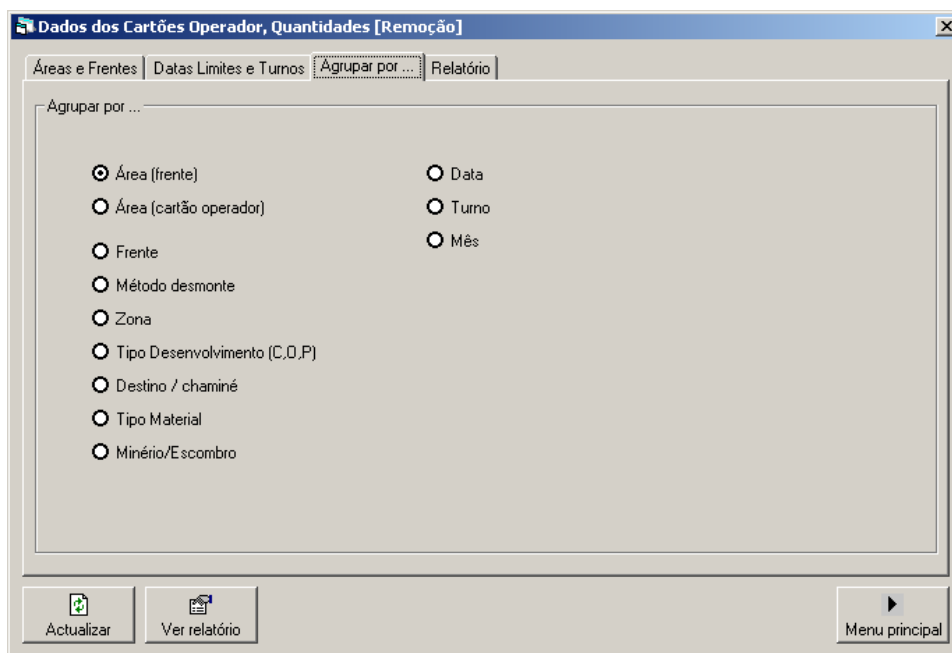 Dados dos Cartões Operador, Quantidades [Remoção]
Áreas e Frentes | Datas Limites e Turnos | Agrupar por ... | Relatório
Agrupar por ...
Área (frente)
Área (cartão operador)
Frente
Método desmonte
Zona
Tipo Desenvolvimento (C,O,P)
Destino / chaminé
Tipo Material
Minério/Escombro
Data
Turno
Mês
Actualizar
Ver relatório
Menu principal